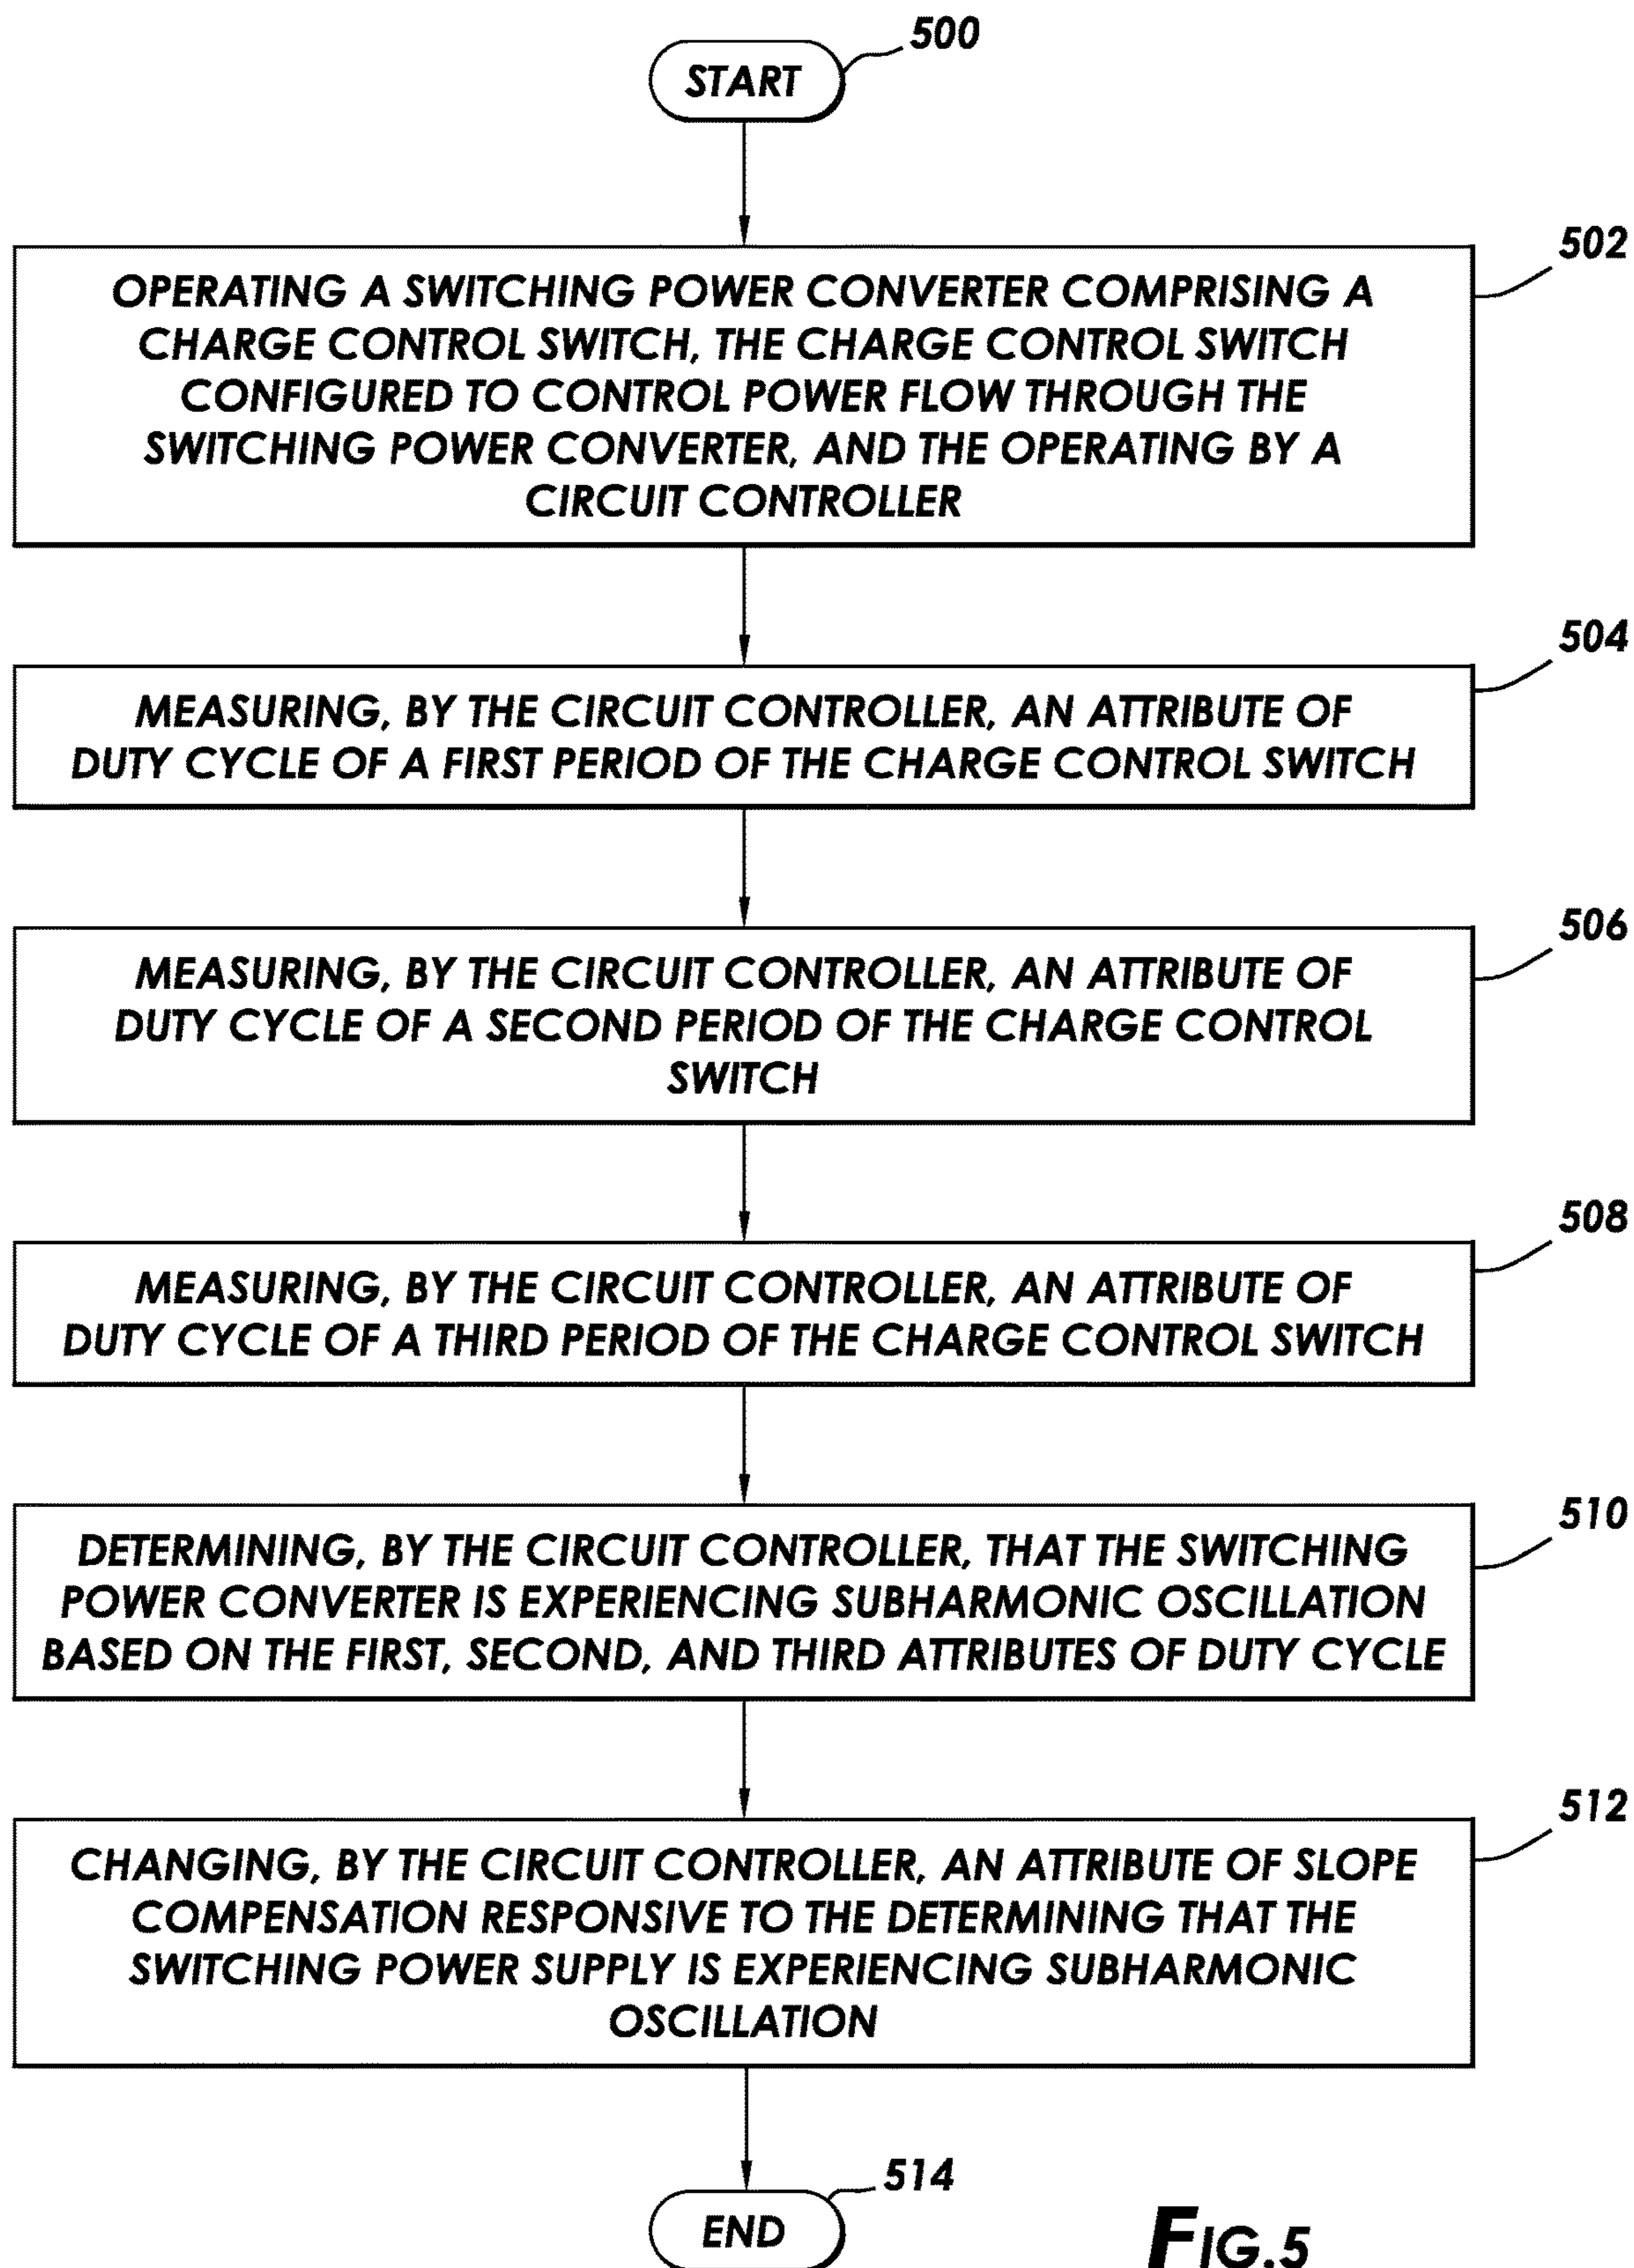 500
START
502
OPERATING A SWITCHING POWER CONVERTER COMPRISING A
CHARGE CONTROL SWITCH, THE CHARGE CONTROL SWITCH
CONFIGURED TO CONTROL POWER FLOW THROUGH THE
SWITCHING POWER CONVERTER, AND THE OPERATING BY A
CIRCUIT CONTROLLER
504
MEASURING, BY THE CIRCUIT CONTROLLER, AN ATTRIBUTE OF
DUTY CYCLE OF A FIRST PERIOD OF THE CHARGE CONTROL SWITCH
506
MEASURING, BY THE CIRCUIT CONTROLLER, AN ATTRIBUTE OF
DUTY CYCLE OF A SECOND PERIOD OF THE CHARGE CONTROL
SWITCH
508
MEASURING, BY THE CIRCUIT CONTROLLER, AN ATTRIBUTE OF
DUTY CYCLE OF A THIRD PERIOD OF THE CHARGE CONTROL SWITCH
510
DETERMINING, BY THE CIRCUIT CONTROLLER, THAT THE SWITCHING
POWER CONVERTER IS EXPERIENCING SUBHARMONIC OSCILLATION
BASED ON THE FIRST, SECOND, AND THIRD ATTRIBUTES OF DUTY CYCLE
512
CHANGING, BY THE CIRCUIT CONTROLLER, AN ATTRIBUTE OF SLOPE
COMPENSATION RESPONSIVE TO THE DETERMINING THAT THE
SWITCHING POWER SUPPLY IS EXPERIENCING SUBHARMONIC
OSCILLATION
514
END
FIG.5